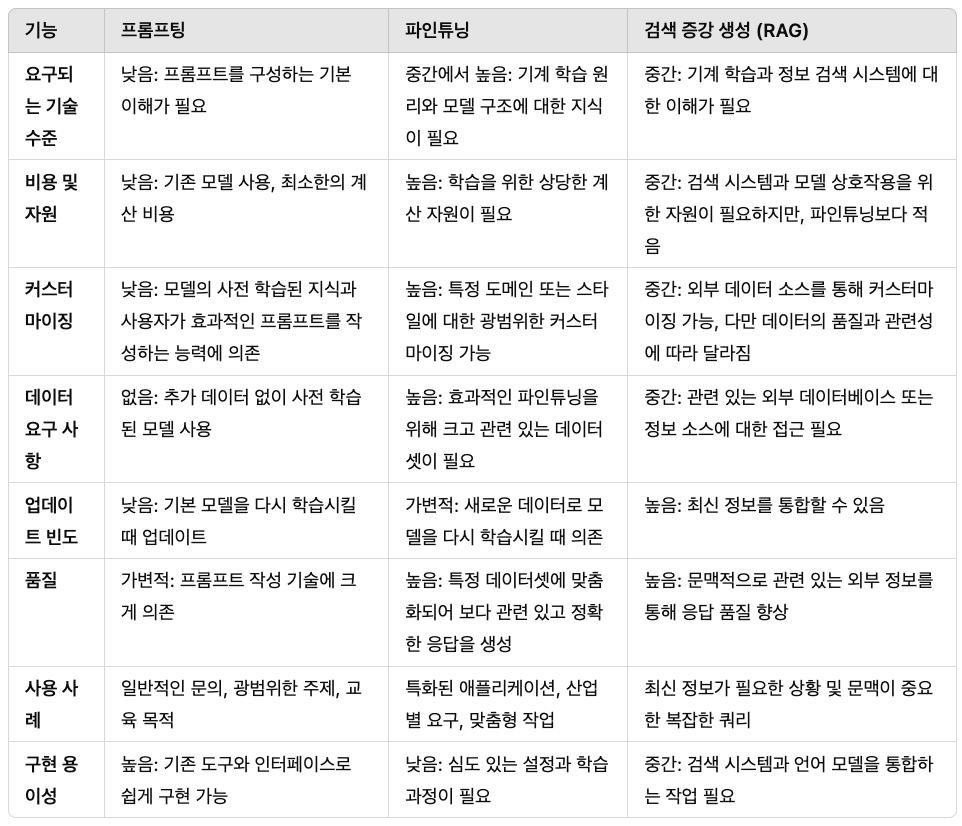 기능
프롬프팅
파인튜닝
검색 증강 생성 (RAG)
요구되
는 기술
수준
낮음: 프롬프트를 구성하는 기본
이해가 필요
중간에서 높음: 기계 학습 원
리와 모델 구조에 대한 지식
이 필요
중간: 기계 학습과 정보 검색 시스템에 대
한 이해가 필요
비용 및
자원
낮음: 기존 모델 사용, 최소한의 계
산 비용
높음: 학습을 위한 상당한 계
산 자원이 필요
중간: 검색 시스템과 모델 상호작용을 위
한 자원이 필요하지만, 파인튜닝보다 적
음
커스터
마이징
낮음: 모델의 사전 학습된 지식과
사용자가 효과적인 프롬프트를 작
성하는 능력에 의존
높음: 특정 도메인 또는 스타
일에 대한 광범위한 커스터
마이징 가능
중간: 외부 데이터 소스를 통해 커스터마
이징 가능, 다만 데이터의 품질과 관련성
에 따라 달라짐
데이터
요구 사
항
없음: 추가 데이터 없이 사전 학습
된 모델 사용
높음: 효과적인 파인튜닝을
위해 크고 관련 있는 데이터
셋이 필요
중간: 관련 있는 외부 데이터베이스 또는
정보 소스에 대한 접근 필요
업데이
트 빈도
낮음: 기본 모델을 다시 학습시킬
때 업데이트
가변적: 새로운 데이터로 모
델을 다시 학습시킬 때 의존
높음: 최신 정보를 통합할 수 있음
품질
가변적: 프롬프트 작성 기술에 크
게 의존
높음: 특정 데이터셋에 맞춤
화되어 보다 관련 있고 정확
한 응답을 생성
높음: 문맥적으로 관련 있는 외부 정보를
통해 응답 품질 향상
사용 사
례
일반적인 문의, 광범위한 주제, 교
육 목적
특화된 애플리케이션, 산업
별 요구, 맞춤형 작업
최신 정보가 필요한 상황 및 문맥이 중요
한 복잡한 쿼리
구현 용
이성
높음: 기존 도구와 인터페이스로
쉽게 구현 가능
낮음: 심도 있는 설정과 학습
과정이 필요
중간: 검색 시스템과 언어 모델을 통합하
는 작업 필요